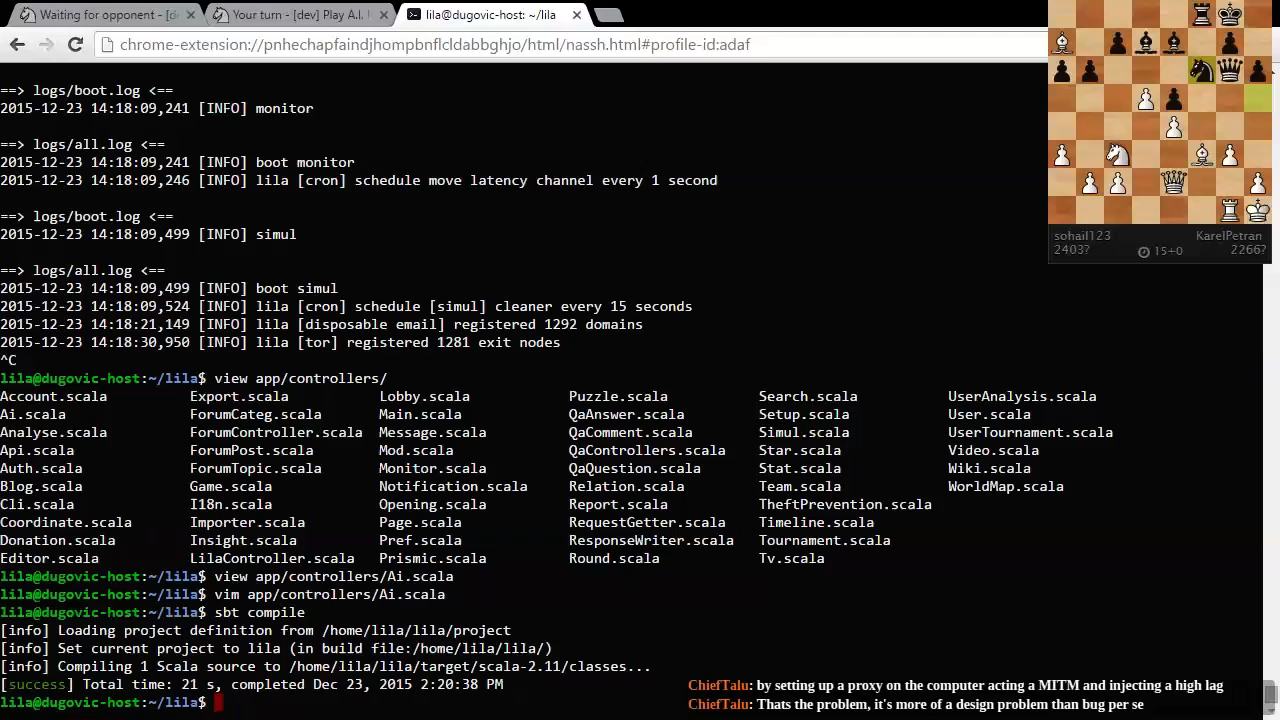 Waiting for opponent - [de
Your turn - [dev] Play A.I.
lila@dugovic-host: ~/lila
chrome-extension://pnhechapfaindjhompbnflcldabbghjo/html/nassh.html#profile-id:adaf
==> logs/boot.log <==
2015-12-23 14:18:09,241 [INFO] monitor
==> logs/all.log <==
2015-12-23 14:18:09,241 [INFO] boot monitor
2015-12-23 14:18:09,246 [INFO] lila [cron] schedule move latency channel every 1 second
==> logs/boot.log <==
2015-12-23 14:18:09,499 [INFO] simul
==> logs/all.log <==
2015-12-23 14:18:09,499 [INFO] boot simul
2015-12-23 14:18:09,524 [INFO] lila [cron] schedule [simul] cleaner every 15 seconds
2015-12-23 14:18:21,149 [INFO] lila [disposable email] registered 1292 domains
2015-12-23 14:18:30,950 [INFO] lila [tor] registered 1281 exit nodes
^C
lila@dugovic-host:~/lila$ view app/controllers/
Account.scala Export.scala Lobby.scala Puzzle.scala Search.scala UserAnalysis.scala
Ai.scala ForumCateg.scala Main.scala QaAnswer.scala Setup.scala User.scala
Analyse.scala ForumController.scala Message.scala QaComment.scala Simul.scala UserTournament.scala
Api.scala ForumPost.scala Mod.scala QaControllers.scala Star.scala Video.scala
Auth.scala ForumTopic.scala Monitor.scala QaQuestion.scala Stat.scala Wiki.scala
Blog.scala Game.scala Notification.scala Relation.scala Team.scala WorldMap.scala
Cli.scala I18n.scala Opening.scala Report.scala TheftPrevention.scala
Coordinate.scala Importer.scala Page.scala RequestGetter.scala Timeline.scala
Donation.scala Insight.scala Pref.scala ResponseWriter.scala Tournament.scala
Editor.scala LilaController.scala Prismic.scala Round.scala Tv.scala
lila@dugovic-host:~/lila$ view app/controllers/Ai.scala
lila@dugovic-host:~/lila$ vim app/controllers/Ai.scala
lila@dugovic-host:~/lila$ sbt compile
[info] Loading project definition from /home/lila/lila/project
[info] Set current project to lila (in build file:/home/lila/lila/)
[info] Compiling 1 Scala source to /home/lila/lila/target/scala-2.11/classes...
[success] Total time: 21 s, completed Dec 23, 2015 2:20:38 PM
lila@dugovic-host:~/lila$
sohail123 KarelPetran
2403? 15+0 2266?
ChiefTalu: by setting up a proxy on the computer acting a MITM and injecting a high lag
ChiefTalu: Thats the problem, it's more of a design problem than bug per se